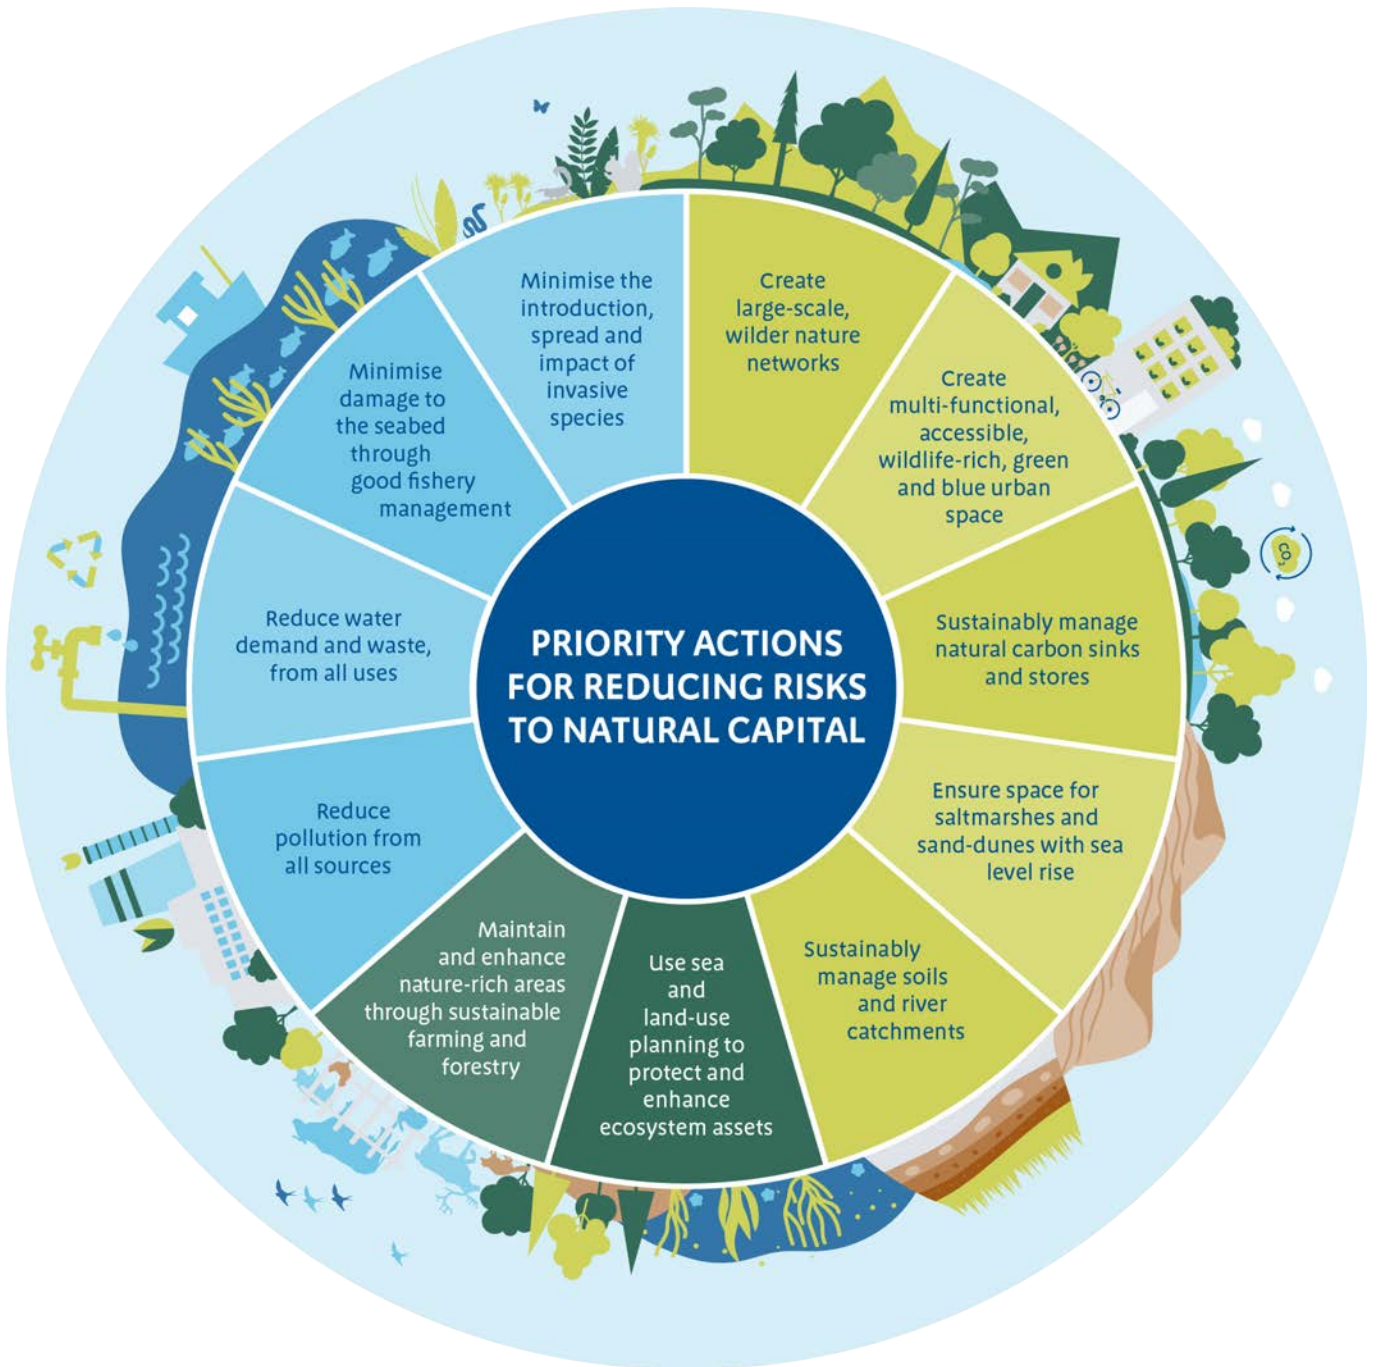 PRIORITY ACTIONS
FOR REDUCING RISKS
TO NATURAL CAPITAL
Create
large-scale,
wilder nature
networks
Create
multi-functional,
accessible,
wildlife-rich, green
and blue urban
space
Sustainably manage
natural carbon sinks
and stores
Ensure space for
saltmarshes and
sand-dunes with sea
level rise
Sustainably
manage soils
and river
catchments
Use sea
and
land-use
planning to
protect and
enhance
ecosystem assets
Maintain
and enhance
nature-rich areas
through sustainable
farming and
forestry
Reduce
pollution from
all sources
Reduce water
demand and waste,
from all uses
Minimise
damage to
the seabed
through
good fishery
management
Minimise the
introduction,
spread and
impact of
invasive
species
CO₂